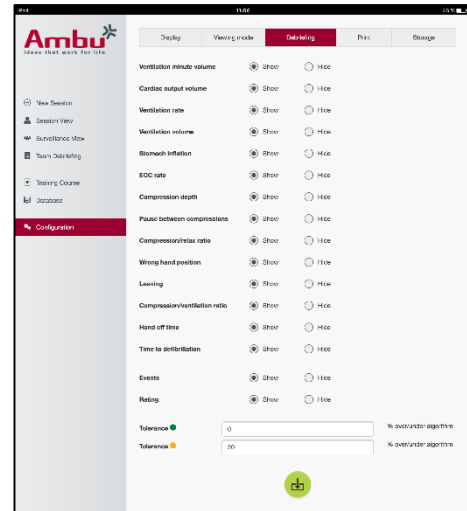 iPad 11:50 45 %
Ambu
Ideas that work for life
Display Viewing mode Debriefing Print Storage
Ventilation minute volume Show Hide
Cardiac output volume Show Hide
Ventilation rate Show Hide
New Session
Ventilation volume Show Hide
Session View
Surveillance View
Stomach inflation Show Hide
Team Debriefing
ECC rate Show Hide
Training Course
Compression depth Show Hide
Database
Pause between compressions Show Hide
Configuration
Compression/relax ratio Show Hide
Wrong hand position Show Hide
Leaning Show Hide
Compression/ventilation ratio Show Hide
Hand off time Show Hide
Time to defibrillation Show Hide
Events Show Hide
Rating Show Hide
Tolerance 0 % over/under algorithm
Tolerance 20 % over/under algorithm